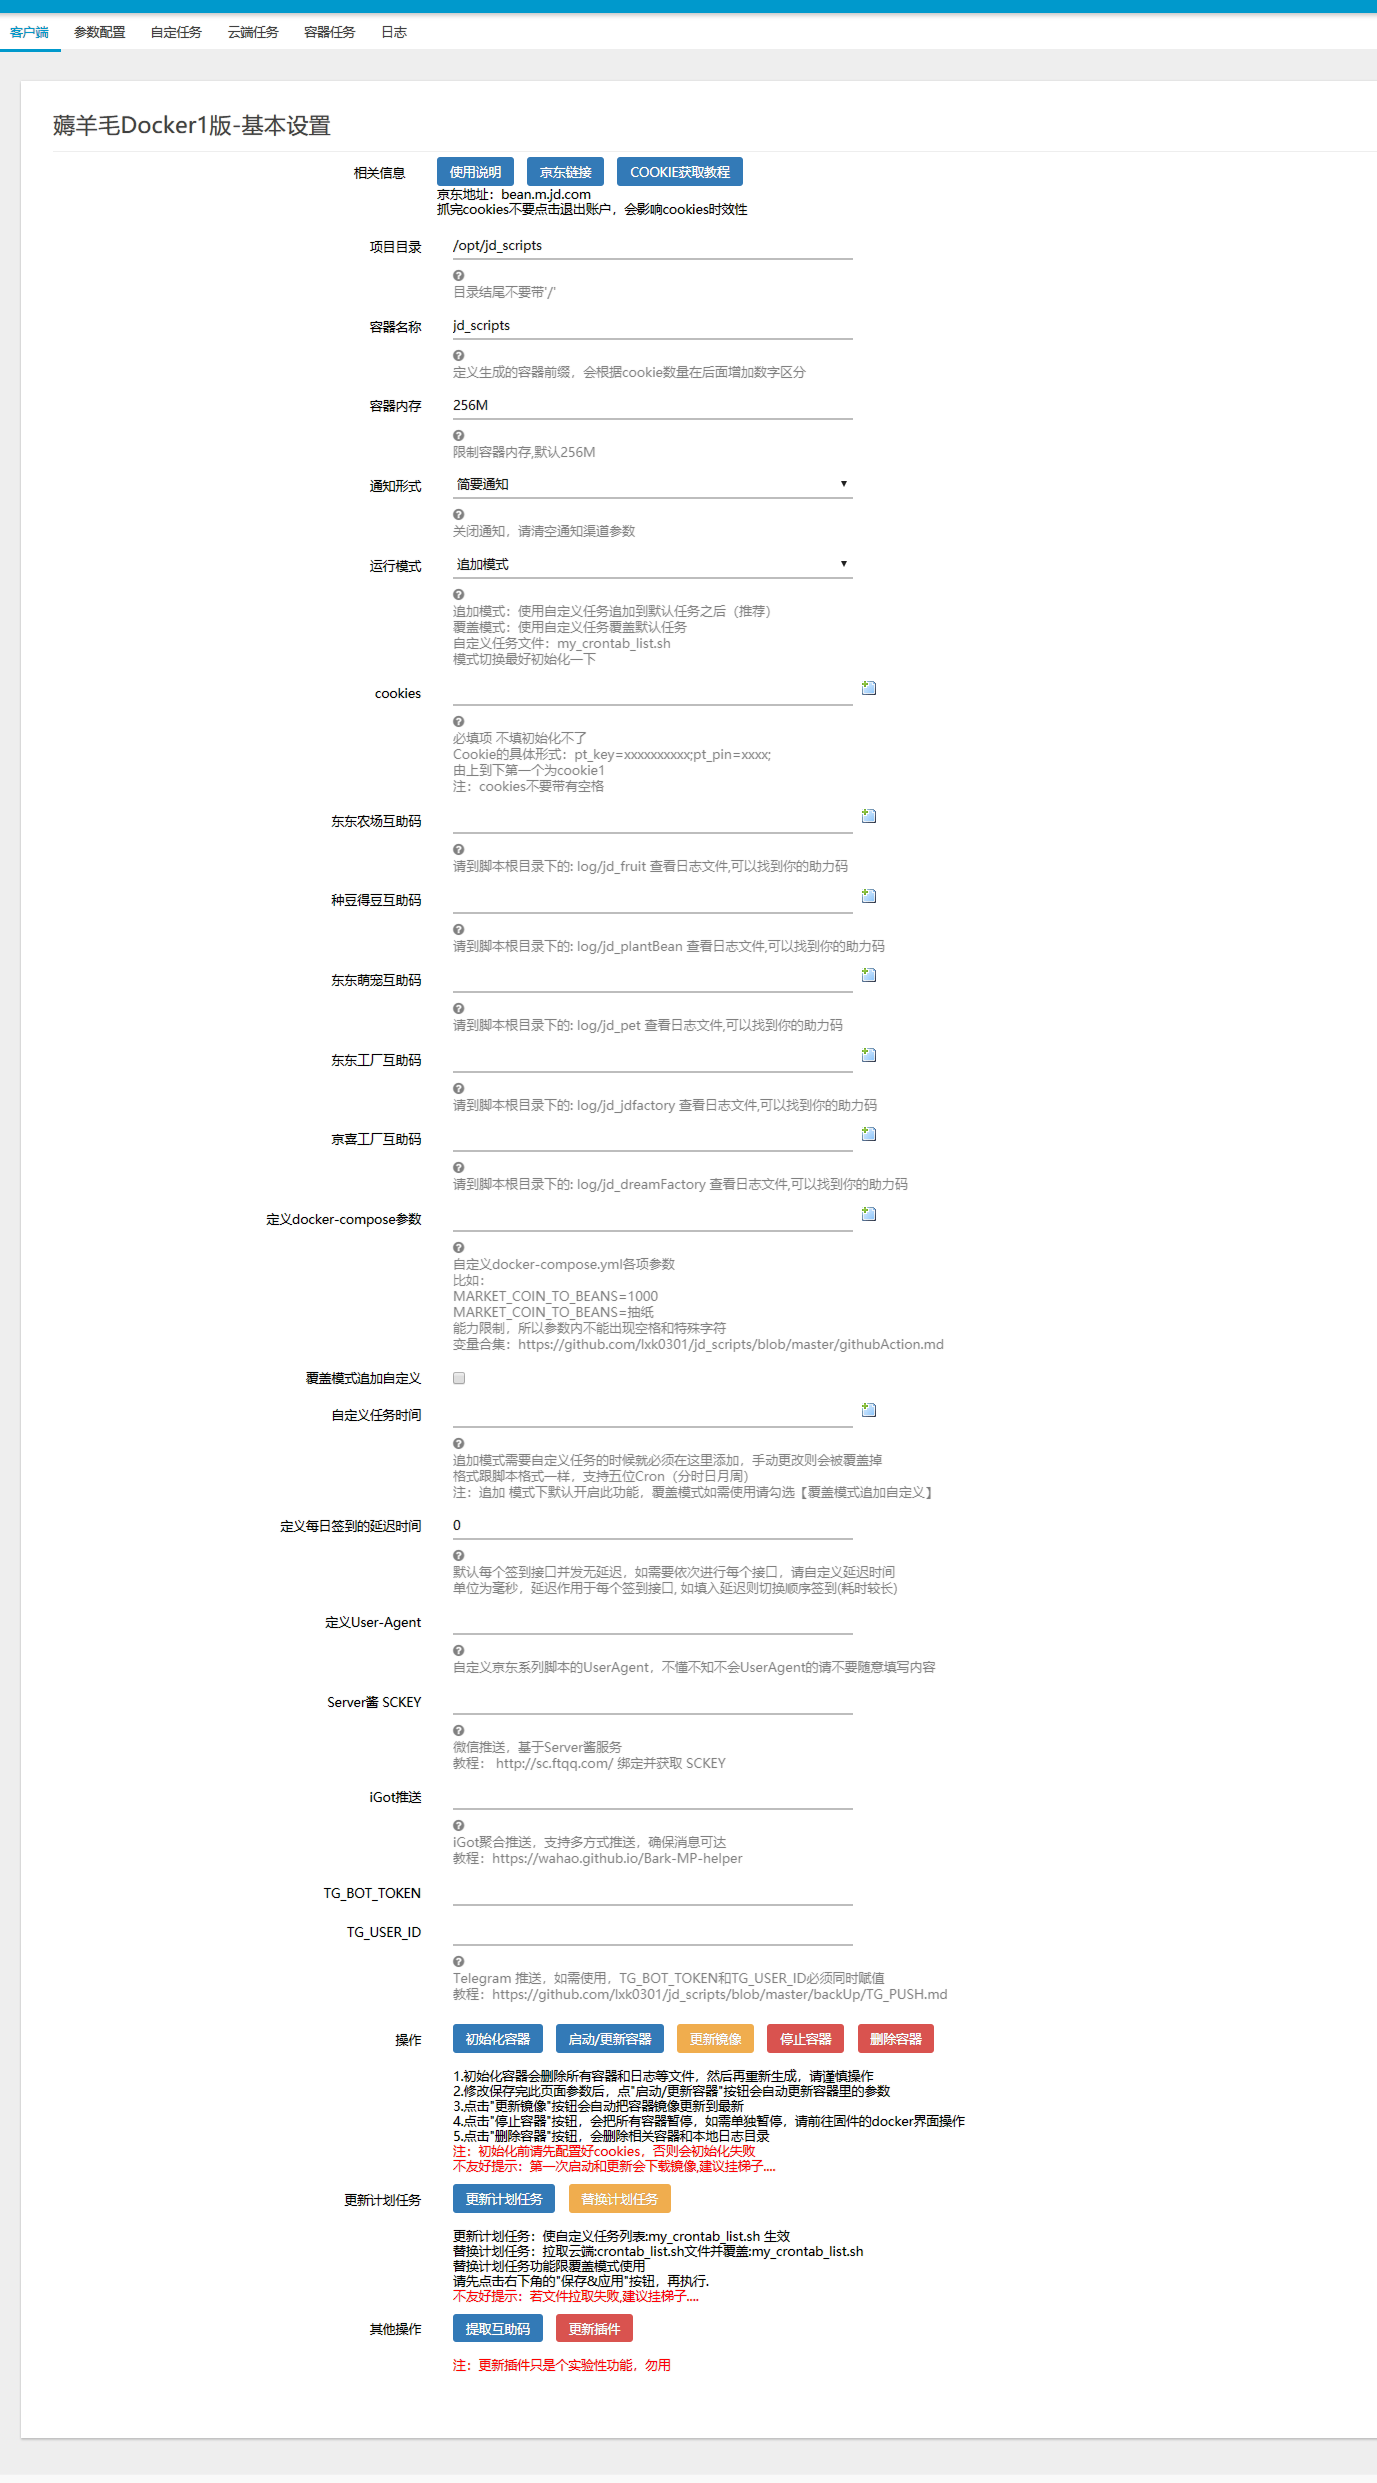 客户端 参数配置 自定任务 云端任务 容器任务 日志
薅羊毛Docker1版-基本设置
相关信息 使用说明 京东链接 COOKIE获取教程
京东地址：bean.m.jd.com
抓完cookies不要点击退出账户，会影响cookies时效性
项目目录 /opt/jd_scripts
目录结尾不要带'/'
容器名称 jd_scripts
定义生成的容器前缀，会根据cookie数量在后面增加数字区分
容器内存 256M
限制容器内存,默认256M
通知形式 简要通知
关闭通知，请清空通知渠道参数
运行模式 追加模式
追加模式：使用自定义任务追加到默认任务之后（推荐）
覆盖模式：使用自定义任务覆盖默认任务
自定义任务文件：my_crontab_list.sh
模式切换最好初始化一下
cookies
必填项 不填初始化不了
Cookie的具体形式：pt_key=xxxxxxxxxx;pt_pin=xxxx;
由上到下第一个为cookie1
注：cookies不要带有空格
东东农场互助码
请到脚本根目录下的: log/jd_fruit 查看日志文件,可以找到你的助力码
种豆得豆互助码
请到脚本根目录下的: log/jd_plantBean 查看日志文件,可以找到你的助力码
东东萌宠互助码
请到脚本根目录下的: log/jd_pet 查看日志文件,可以找到你的助力码
东东工厂互助码
请到脚本根目录下的: log/jd_jdfactory 查看日志文件,可以找到你的助力码
京喜工厂互助码
请到脚本根目录下的: log/jd_dreamFactory 查看日志文件,可以找到你的助力码
定义docker-compose参数
自定义docker-compose.yml各项参数
比如：
MARKET_COIN_TO_BEANS=1000
MARKET_COIN_TO_BEANS=抽纸
能力限制，所以参数内不能出现空格和特殊字符
变量合集：https://github.com/lxk0301/jd_scripts/blob/master/githubAction.md
覆盖模式追加自定义
自定义任务时间
追加模式需要自定义任务的时候就必须在这里添加，手动更改则会被覆盖掉
格式跟脚本格式一样，支持五位Cron（分时日月周）
注：追加 模式下默认开启此功能，覆盖模式如需使用请勾选【覆盖模式追加自定义】
定义每日签到的延迟时间 0
默认每个签到接口并发无延迟，如需要依次进行每个接口，请自定义延迟时间
单位为毫秒，延迟作用于每个签到接口, 如填入延迟则切换顺序签到(耗时较长)
定义User-Agent
自定义京东系列脚本的UserAgent，不懂不知不会UserAgent的请不要随意填写内容
Server酱 SCKEY
微信推送，基于Server酱服务
教程： http://sc.ftqq.com/ 绑定并获取 SCKEY
iGot推送
iGot聚合推送，支持多方式推送，确保消息可达
教程：https://wahao.github.io/Bark-MP-helper
TG_BOT_TOKEN
TG_USER_ID
Telegram 推送，如需使用，TG_BOT_TOKEN和TG_USER_ID必须同时赋值
教程：https://github.com/lxk0301/jd_scripts/blob/master/backUp/TG_PUSH.md
操作 初始化容器 启动/更新容器 更新镜像 停止容器 删除容器
1.初始化容器会删除所有容器和日志等文件，然后再重新生成，请谨慎操作
2.修改保存完此页面参数后，点"启动/更新容器"按钮会自动更新容器里的参数
3.点击"更新镜像"按钮会自动把容器镜像更新到最新
4.点击"停止容器"按钮，会把所有容器暂停，如需单独暂停，请前往固件的docker界面操作
5.点击"删除容器"按钮，会删除相关容器和本地日志目录
注：初始化前请先配置好cookies，否则会初始化失败
不友好提示：第一次启动和更新会下载镜像,建议挂梯子....
更新计划任务 更新计划任务 替换计划任务
更新计划任务：使自定义任务列表:my_crontab_list.sh 生效
替换计划任务：拉取云端:crontab_list.sh文件并覆盖:my_crontab_list.sh
替换计划任务功能限覆盖模式使用
请先点击右下角的"保存&应用"按钮，再执行.
不友好提示：若文件拉取失败,建议挂梯子....
其他操作 提取互助码 更新插件
注：更新插件只是个实验性功能，勿用